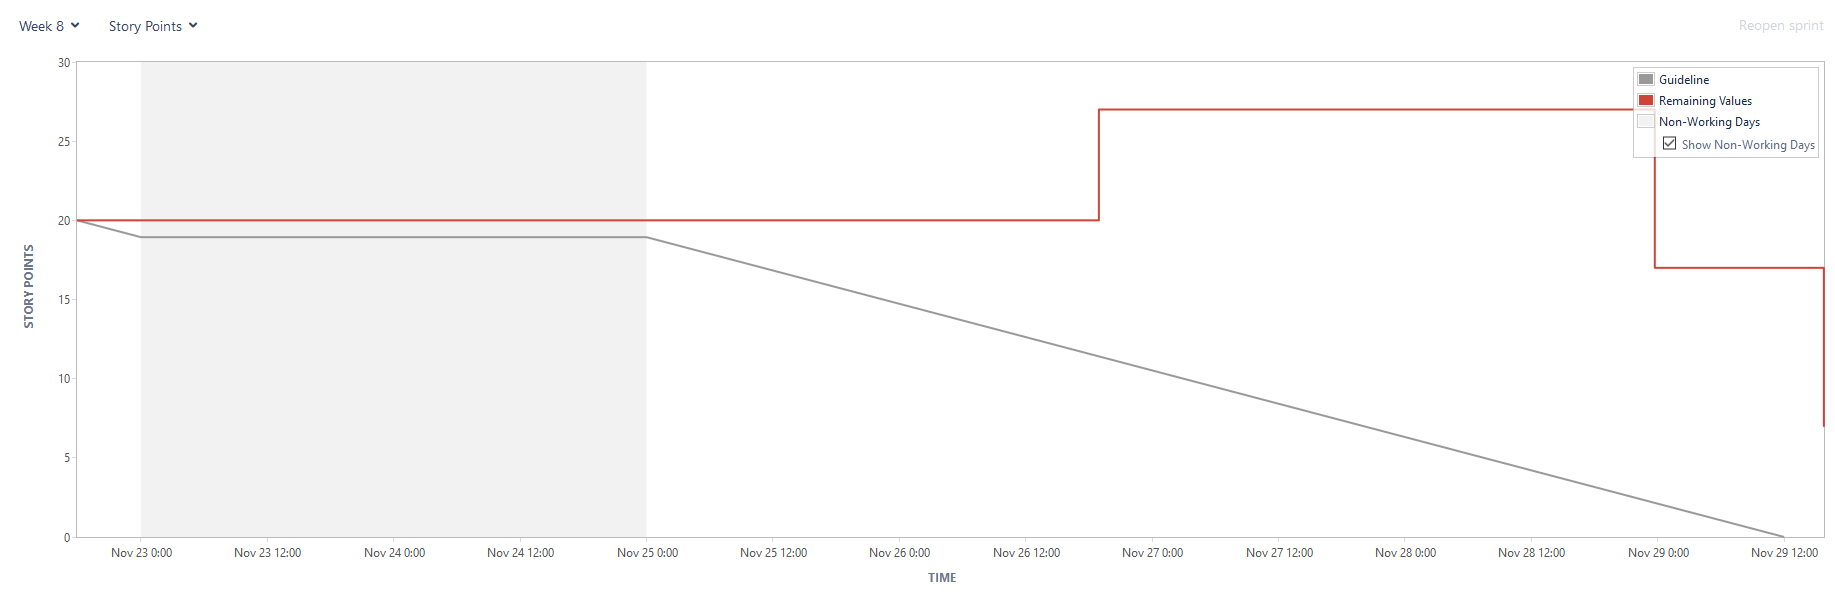 Week 8 Story Points Reopen sprint
30
Guideline
Remaining Values
Non-Working Days
Show Non-Working Days
25
20
15
10
5
0
STORY POINTS
Nov 23 0:00 Nov 23 12:00 Nov 24 0:00 Nov 24 12:00 Nov 25 0:00 Nov 25 12:00 Nov 26 0:00 Nov 26 12:00 Nov 27 0:00 Nov 27 12:00 Nov 28 0:00 Nov 28 12:00 Nov 29 0:00 Nov 29 12:00
TIME